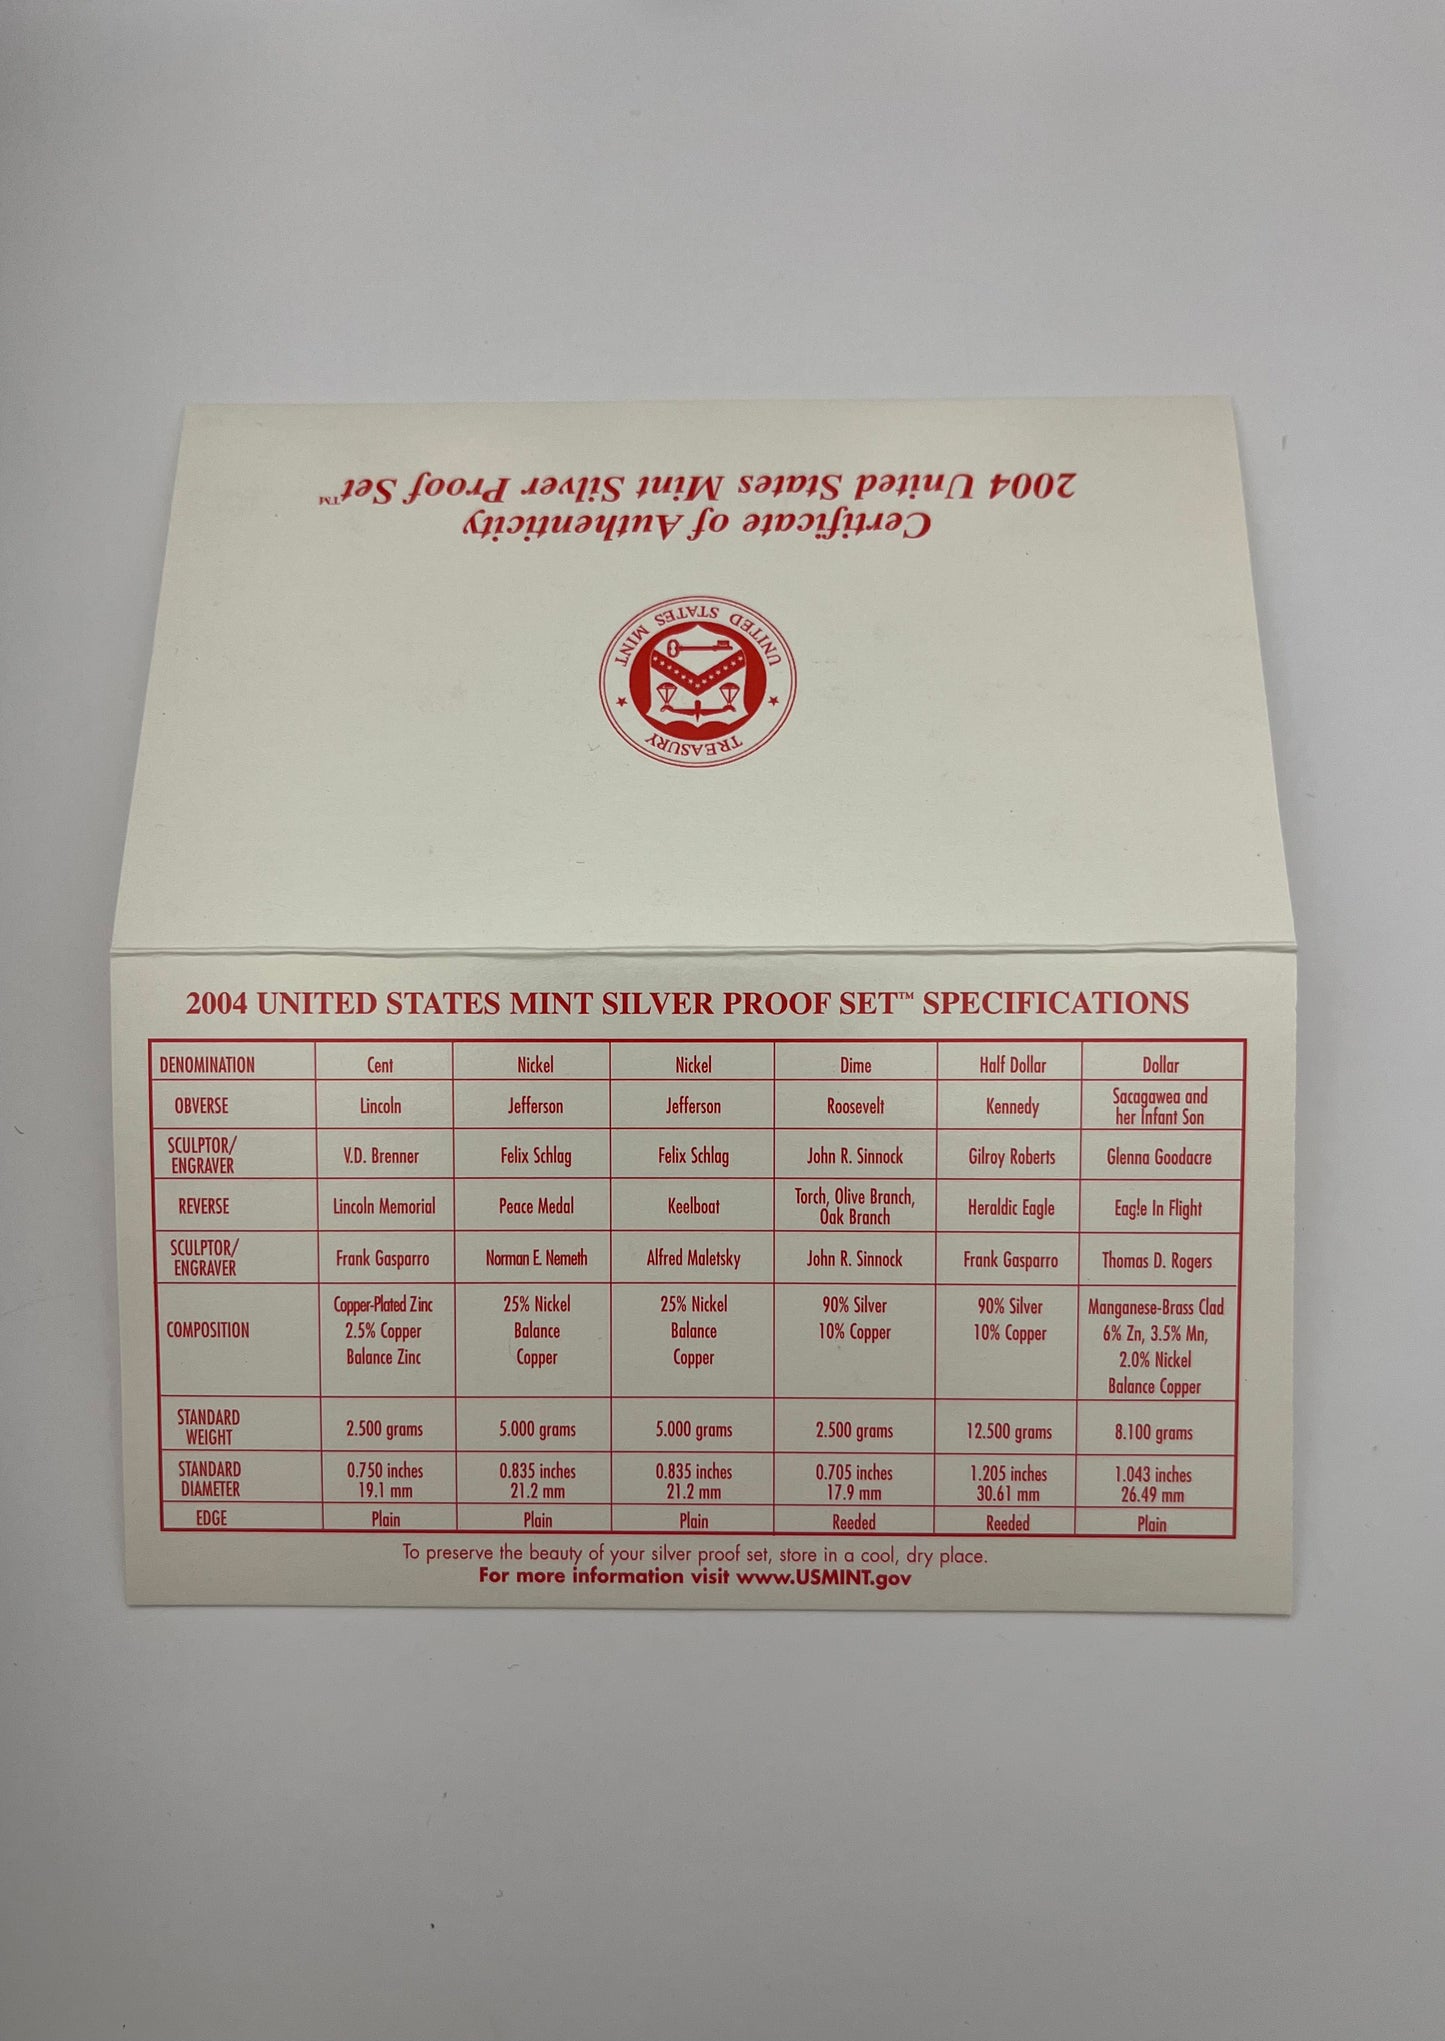 2004 United States Mint Silver Proof Set™
Certificate of Authenticity
UNITED STATES MINT
★ TREASURY ★
2004 UNITED STATES MINT SILVER PROOF SET™ SPECIFICATIONS
DENOMINATION Cent Nickel Nickel Dime Half Dollar Dollar
OBVERSE Lincoln Jefferson Jefferson Roosevelt Kennedy Sacagawea and
her Infant Son
SCULPTOR/
ENGRAVER V.D. Brenner Felix Schlag Felix Schlag John R. Sinnock Gilroy Roberts Glenna Goodacre
REVERSE Lincoln Memorial Peace Medal Keelboat Torch, Olive Branch,
Oak Branch Heraldic Eagle Eagle In Flight
SCULPTOR/
ENGRAVER Frank Gasparro Norman E. Nemeth Alfred Maletsky John R. Sinnock Frank Gasparro Thomas D. Rogers
COMPOSITION Copper-Plated Zinc 25% Nickel 25% Nickel 90% Silver 90% Silver Manganese-Brass Clad
2.5% Copper Balance Balance 10% Copper 10% Copper 6% Zn, 3.5% Mn,
Balance Zinc Copper Copper 2.0% Nickel
Balance Copper
STANDARD
WEIGHT 2.500 grams 5.000 grams 5.000 grams 2.500 grams 12.500 grams 8.100 grams
STANDARD 0.750 inches 0.835 inches 0.835 inches 0.705 inches 1.205 inches 1.043 inches
DIAMETER 19.1 mm 21.2 mm 21.2 mm 17.9 mm 30.61 mm 26.49 mm
EDGE Plain Plain Plain Reeded Reeded Plain
To preserve the beauty of your silver proof set, store in a cool, dry place.
For more information visit www.USMINT.gov